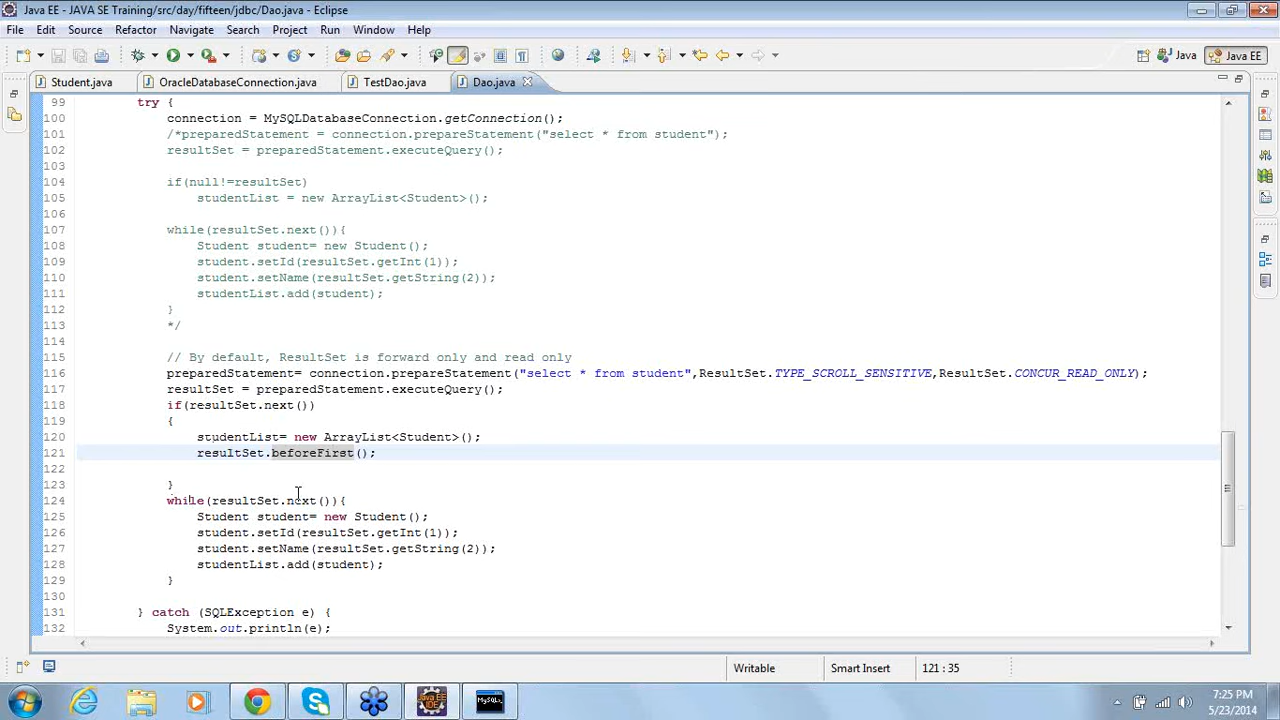 Java EE - JAVA SE Training/src/day/fifteen/jdbc/Dao.java - Eclipse
File Edit Source Refactor Navigate Search Project Run Window Help
Java Java EE
Student.java OracleDatabaseConnection.java TestDao.java Dao.java
99 try {
100 connection = MySQLDatabaseConnection.getConnection();
101 /*preparedStatement = connection.prepareStatement("select * from student");
102 resultSet = preparedStatement.executeQuery();
103
104 if(null!=resultSet)
105 studentList = new ArrayList<Student>();
106
107 while(resultSet.next()){
108 Student student= new Student();
109 student.setId(resultSet.getInt(1));
110 student.setName(resultSet.getString(2));
111 studentList.add(student);
112 }
113 */
114
115 // By default, ResultSet is forward only and read only
116 preparedStatement= connection.prepareStatement("select * from student",ResultSet.TYPE_SCROLL_SENSITIVE,ResultSet.CONCUR_READ_ONLY);
117 resultSet = preparedStatement.executeQuery();
118 if(resultSet.next())
119 {
120 studentList= new ArrayList<Student>();
121 resultSet.beforeFirst();
122
123 }
124 while(resultSet.next()){
125 Student student= new Student();
126 student.setId(resultSet.getInt(1));
127 student.setName(resultSet.getString(2));
128 studentList.add(student);
129 }
130
131 } catch (SQLException e) {
132 System.out.println(e);
Writable Smart Insert 121 : 35
Java EE IDE MySQL
7:25 PM
5/23/2014